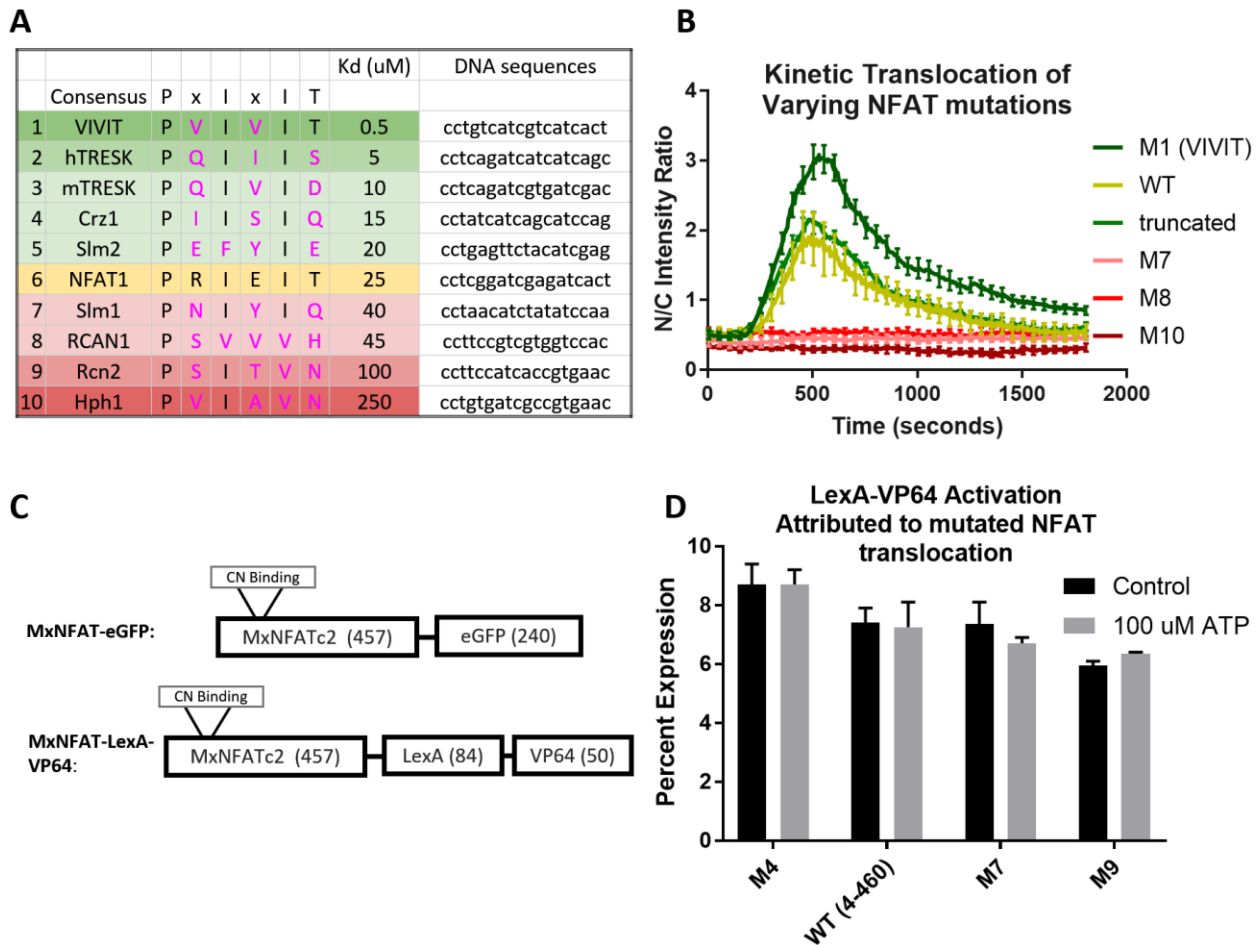 A
Kd (uM) DNA sequences
Consensus P x I x I T
1 VIVIT P V I V I T 0.5 cctgtcatcgtcatcact
2 hTRESK P Q I I I S 5 cctcagatcatcatcagc
3 mTRESK P Q I V I D 10 cctcagatcgtgatcgac
4 Crz1 P I I S I Q 15 cctatcatcagcatccag
5 Slm2 P E F Y I E 20 cctgagttctacatcgag
6 NFAT1 P R I E I T 25 cctcggatcgagatcact
7 Slm1 P N I Y I Q 40 cctaacatctatatccaa
8 RCAN1 P S V V V H 45 ccttccgtcgtggtccac
9 Rcn2 P S I T V N 100 ccttccatcaccgtgaac
10 Hph1 P V I A V N 250 cctgtgatcgccgtgaac
B
Kinetic Translocation of
Varying NFAT mutations
N/C Intensity Ratio
4
3
2
1
0
0 500 1000 1500 2000
Time (seconds)
M1 (VIVIT)
WT
truncated
M7
M8
M10
C
CN Binding
MxNFAT-eGFP: MxNFATc2 (457) eGFP (240)
CN Binding
MxNFAT-LexA-
VP64: MxNFATc2 (457) LexA (84) VP64 (50)
D
LexA-VP64 Activation
Attributed to mutated NFAT
translocation
Percent Expression
10
8
6
4
2
0
Control
100 uM ATP
M4 WT (4-460) M7 M9